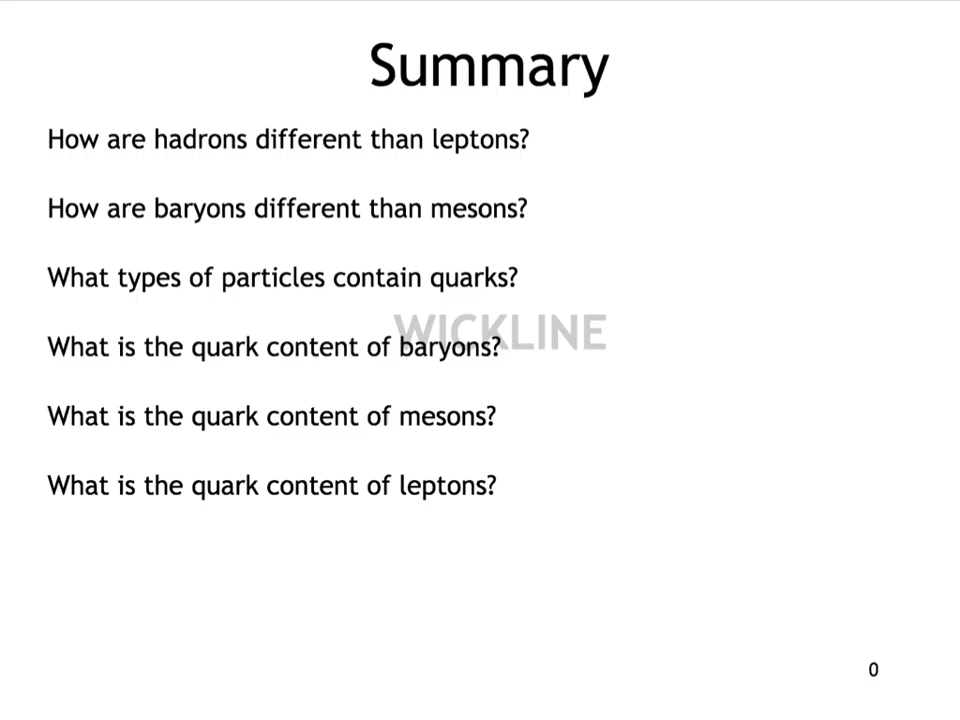 Summary
How are hadrons different than leptons?
How are baryons different than mesons?
What types of particles contain quarks?
WICKLINE
What is the quark content of baryons?
What is the quark content of mesons?
What is the quark content of leptons?
0